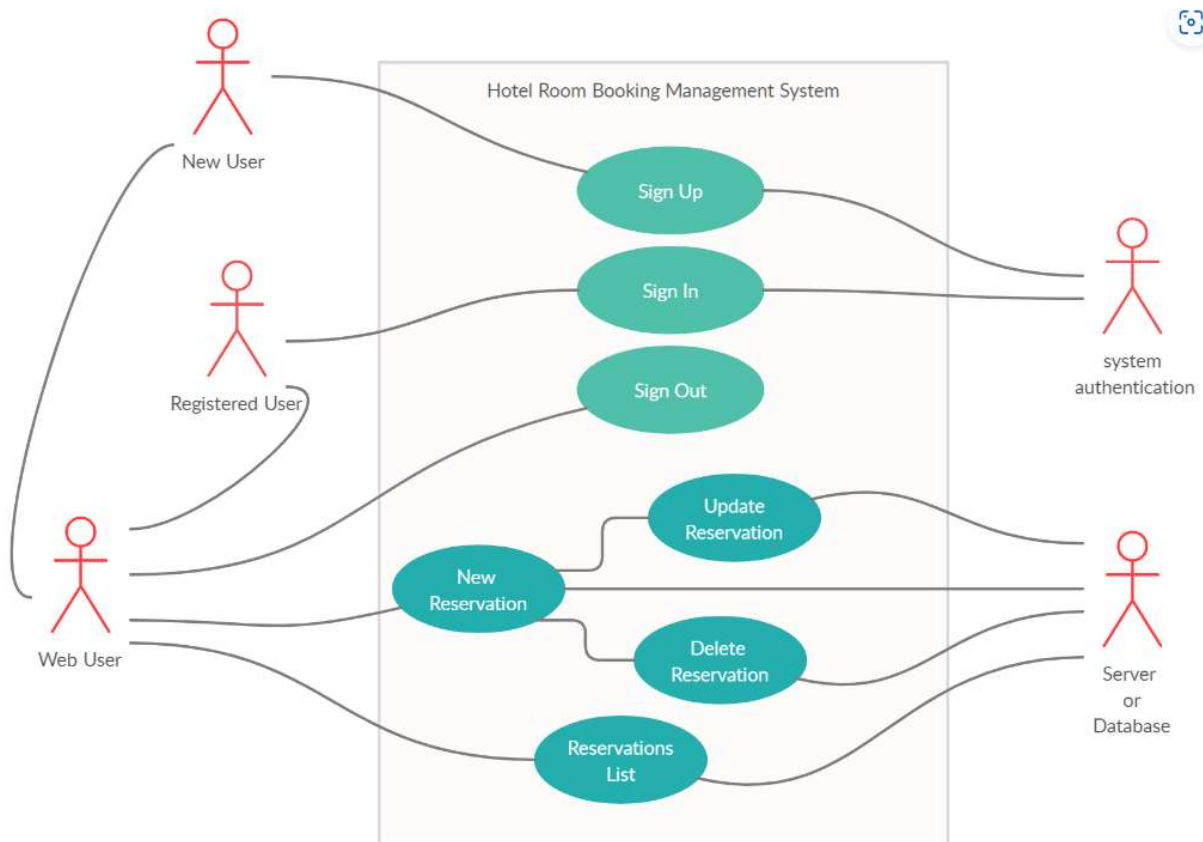 Hotel Room Booking Management System
New User
Sign Up
Registered User
Sign In
system
authentication
Sign Out
Update
Reservation
New
Reservation
Web User
Delete
Reservation
Server
or
Database
Reservations
List